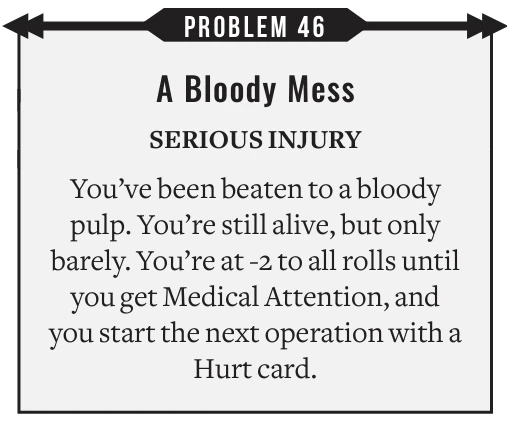 PROBLEM 46
A Bloody Mess
SERIOUS INJURY
You've been beaten to a bloody
pulp. You're still alive, but only
barely. You're at -2 to all rolls until
you get Medical Attention, and
you start the next operation with a
Hurt card.